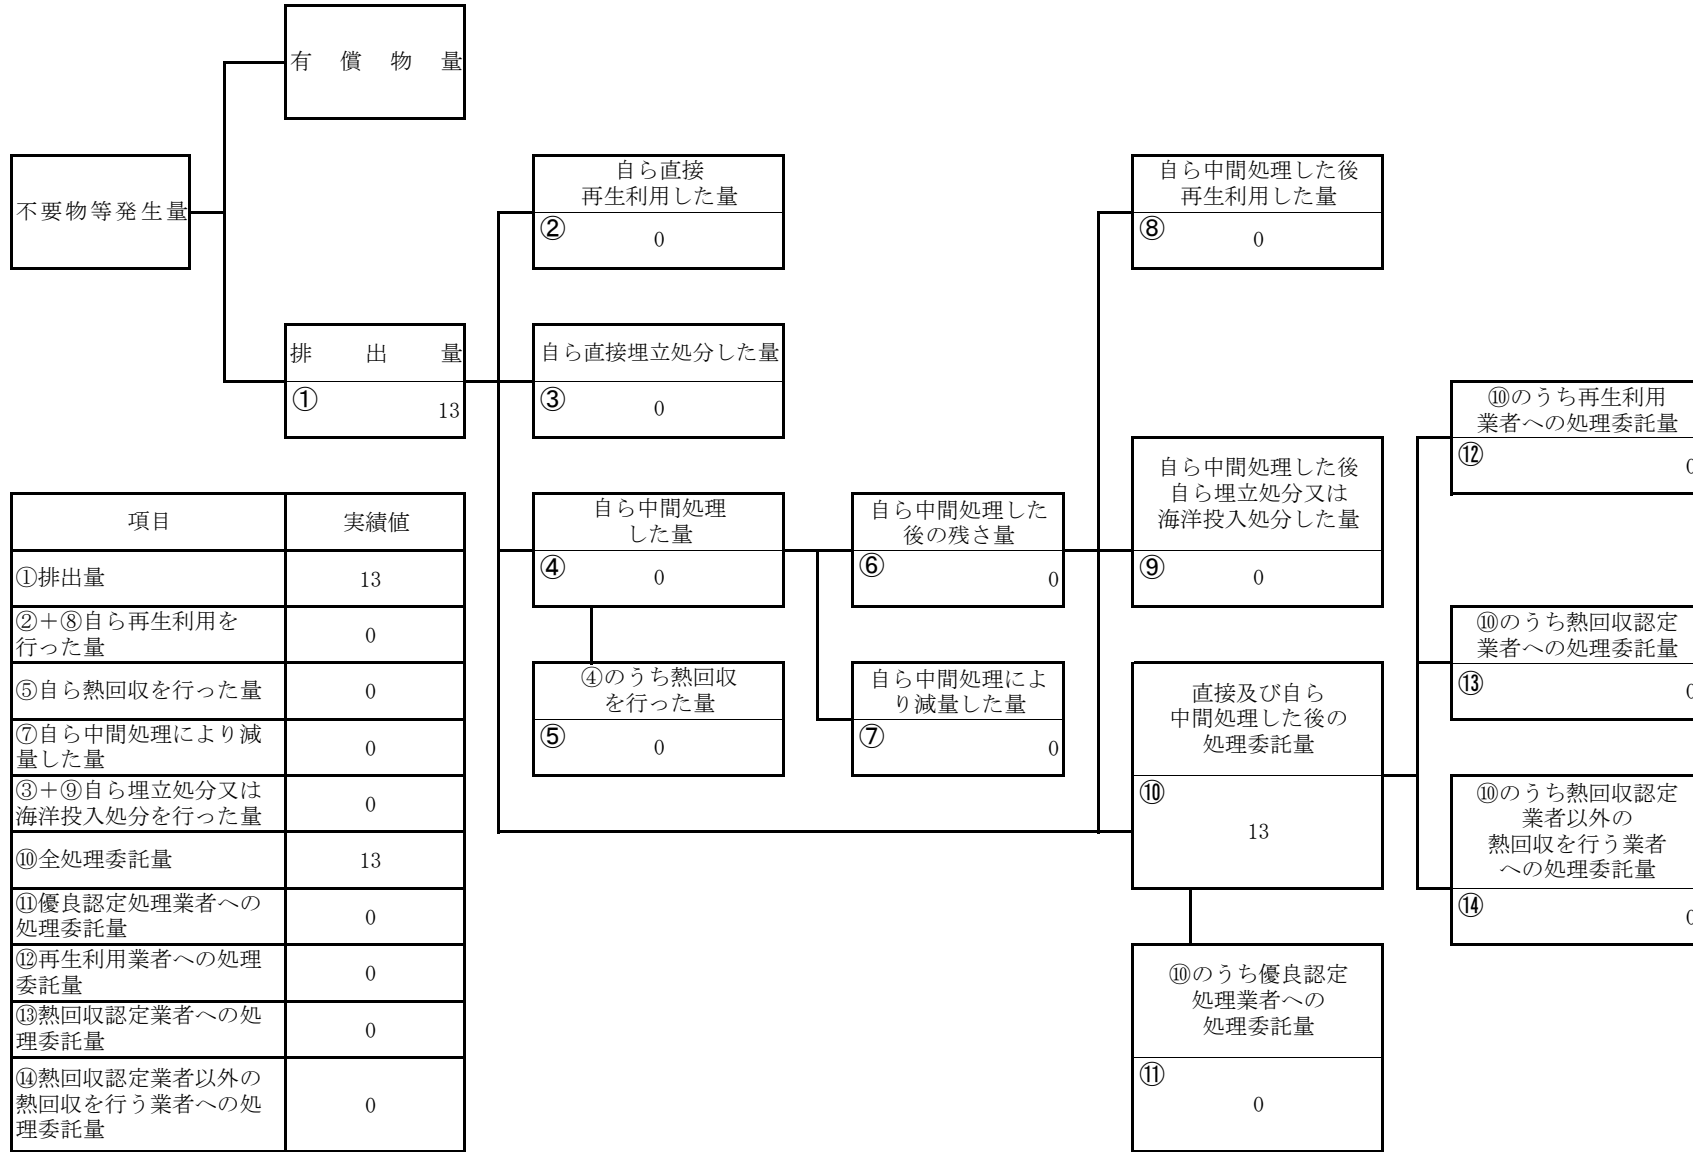 有償物量
不要物等発生量
自ら直接
再生利用した量
②
0
自ら中間処理した後
再生利用した量
⑧
0
排出量
①
13
自ら直接埋立処分した量
③
0
⑩のうち再生利用
業者への処理委託量
⑫
0
自ら中間処理
した量
④
0
自ら中間処理した
後の残さ量
⑥
0
自ら中間処理した後
自ら埋立処分又は
海洋投入処分した量
⑨
0
⑩のうち熱回収認定
業者への処理委託量
⑬
0
④のうち熱回収
を行った量
⑤
0
自ら中間処理によ
り減量した量
⑦
0
直接及び自ら
中間処理した後の
処理委託量
⑩
13
⑩のうち熱回収認定
業者以外の
熱回収を行う業者
への処理委託量
⑭
0
⑩のうち優良認定
処理業者への
処理委託量
⑪
0
項目 実績値
①排出量 13
②＋⑧自ら再生利用を
行った量 0
⑤自ら熱回収を行った量 0
⑦自ら中間処理により減
量した量 0
③＋⑨自ら埋立処分又は
海洋投入処分を行った量 0
⑩全処理委託量 13
⑪優良認定処理業者への
処理委託量 0
⑫再生利用業者への処理
委託量 0
⑬熱回収認定業者への処
理委託量 0
⑭熱回収認定業者以外の
熱回収を行う業者への処
理委託量 0